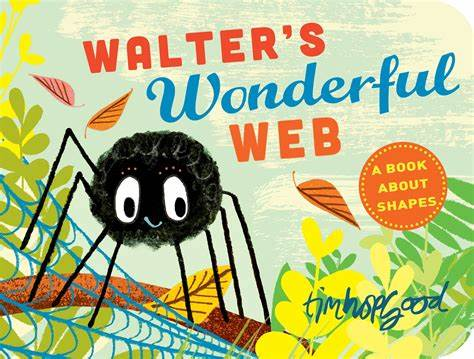 WALTER'S
Wonderful
WEB
A BOOK
ABOUT
SHAPES
tim hopgood